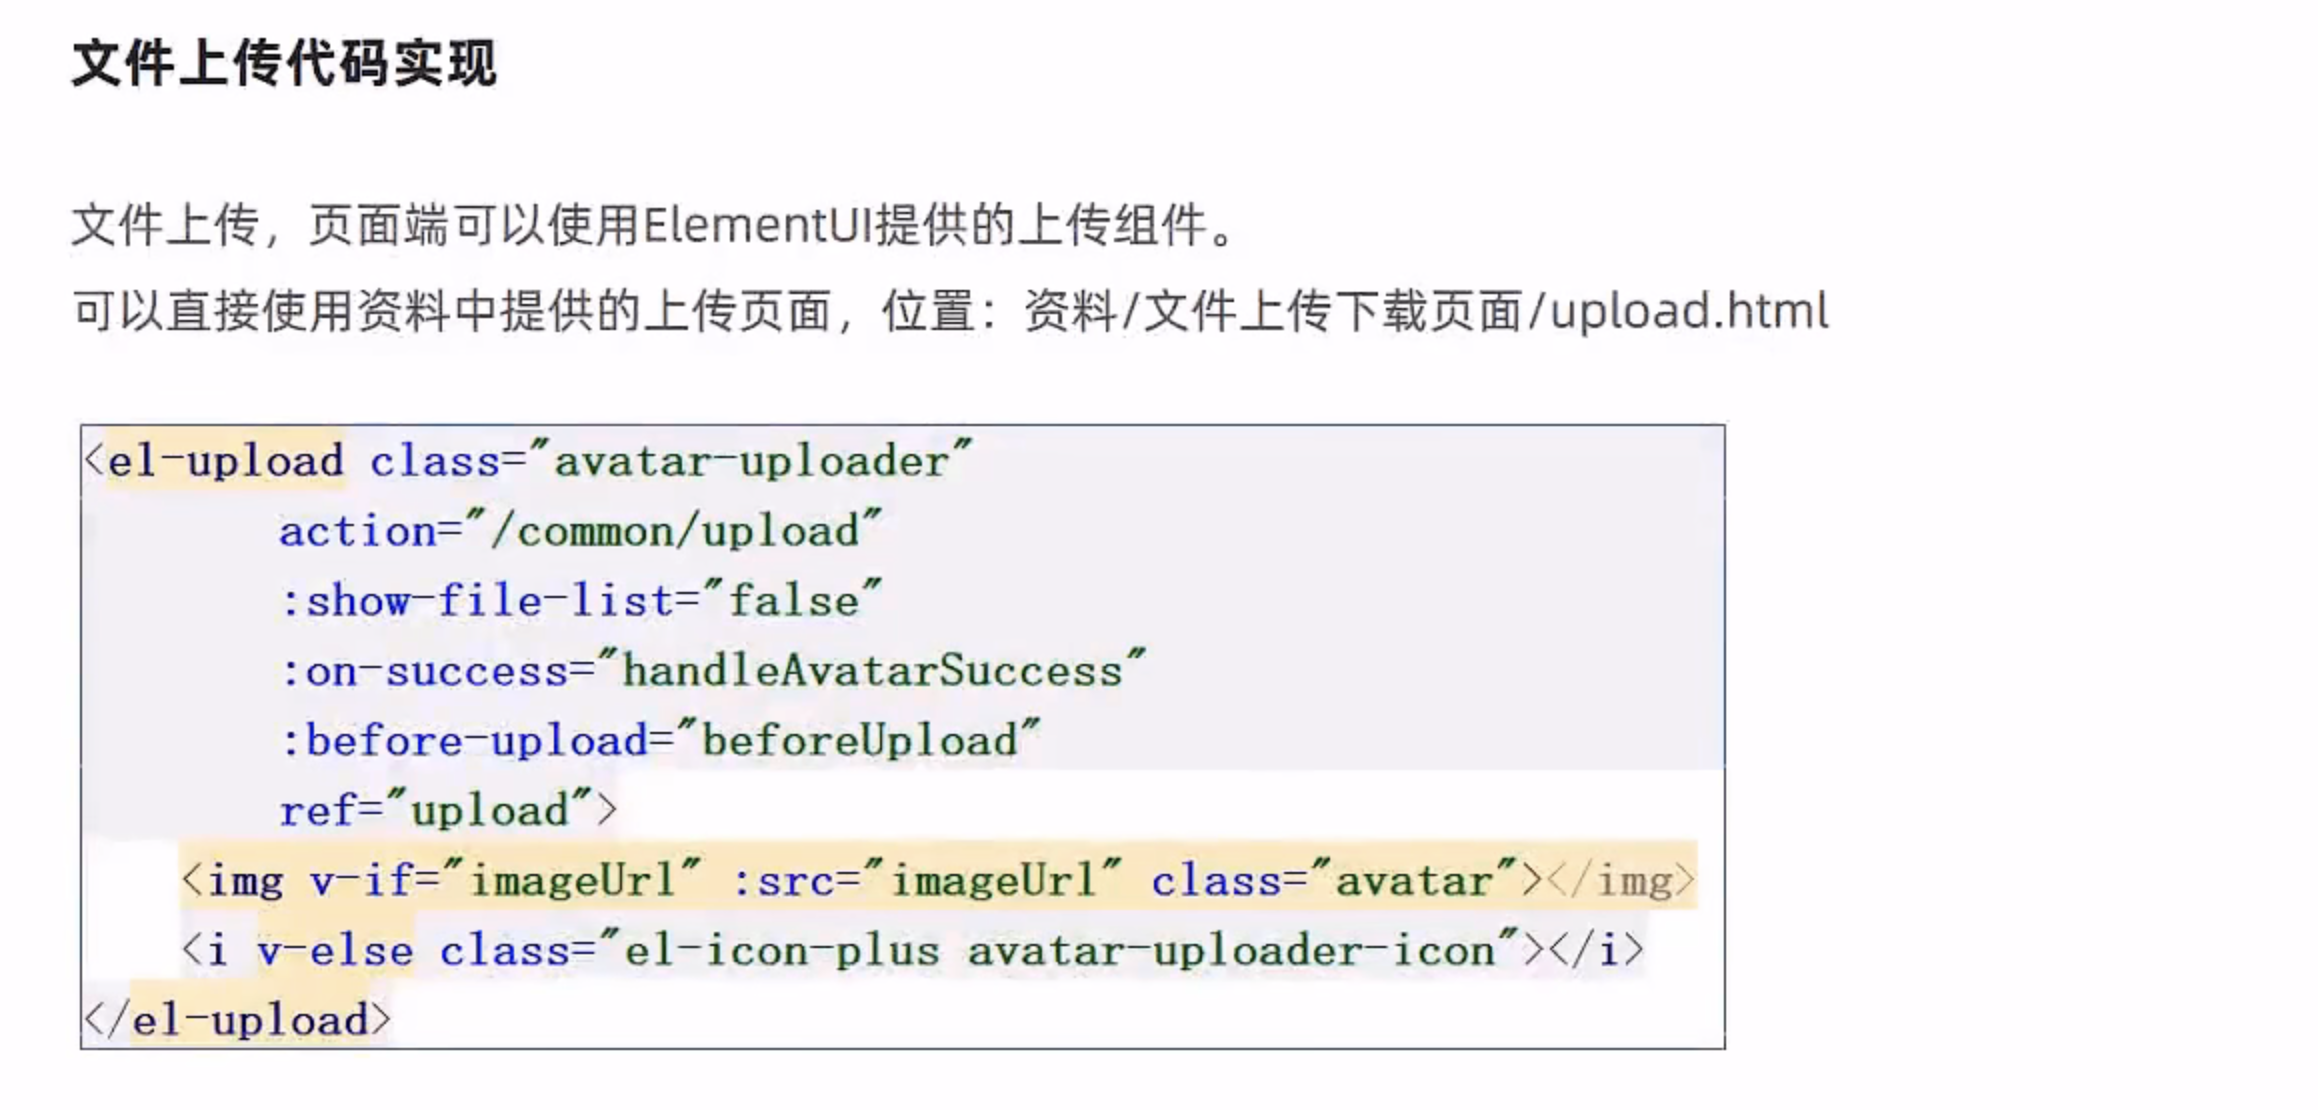 文件上传代码实现
文件上传，页面端可以使用ElementUI提供的上传组件。
可以直接使用资料中提供的上传页面，位置：资料/文件上传下载页面/upload.html
<el-upload class="avatar-uploader"
action="/common/upload"
:show-file-list="false"
:on-success="handleAvatarSuccess"
:before-upload="beforeUpload"
ref="upload">
<img v-if="imageUrl" :src="imageUrl" class="avatar"></img>
<i v-else class="el-icon-plus avatar-uploader-icon"></i>
</el-upload>